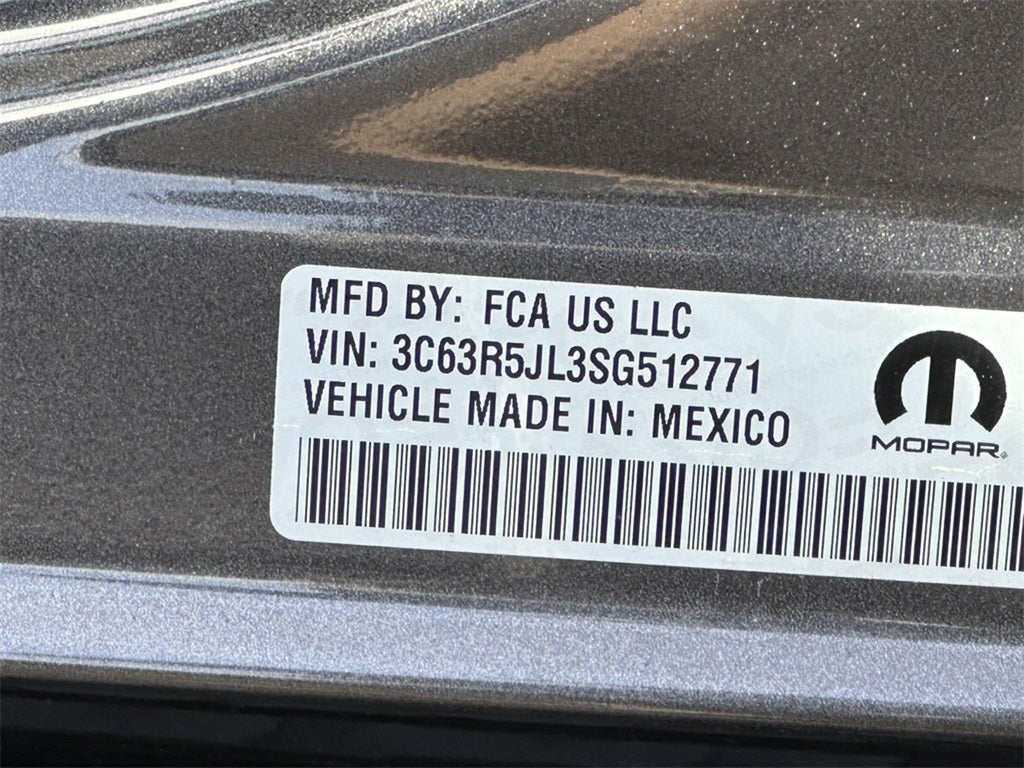 MFD BY: FCA US LLC
VIN: 3C63R5JL3SG512771
VEHICLE MADE IN: MEXICO
MOPAR